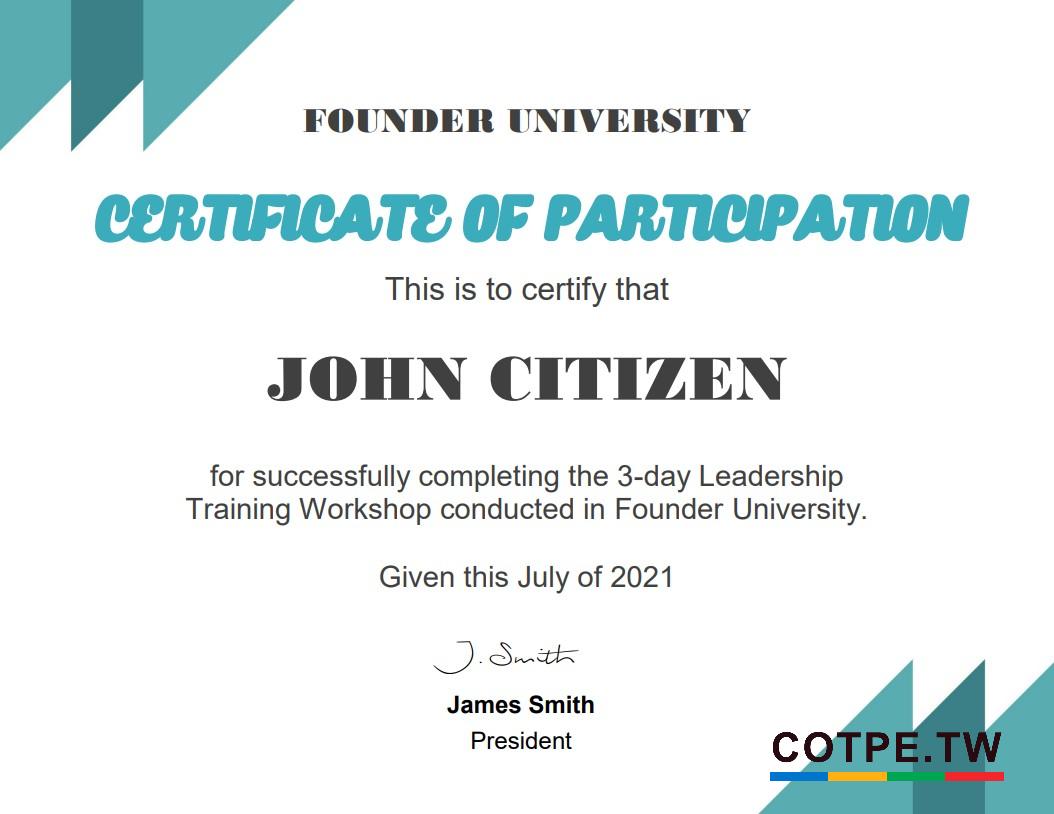 FOUNDER UNIVERSITY
CERTIFICATE OF PARTICIPATION
This is to certify that
JOHN CITIZEN
for successfully completing the 3-day Leadership
Training Workshop conducted in Founder University.
Given this July of 2021
J. Smith
James Smith
President
COTPE.TW